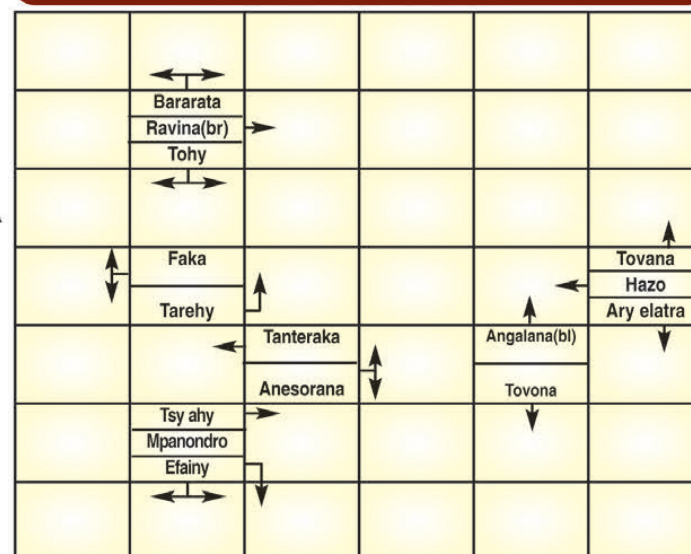 Bararata
Ravina(br)
Tohy
Faka
Tarehy
Tovana
Hazo
Ary elatra
Tanteraka
Anesorana
Angalana(bl)
Tovona
Tsy ahy
Mpanondro
Efainy